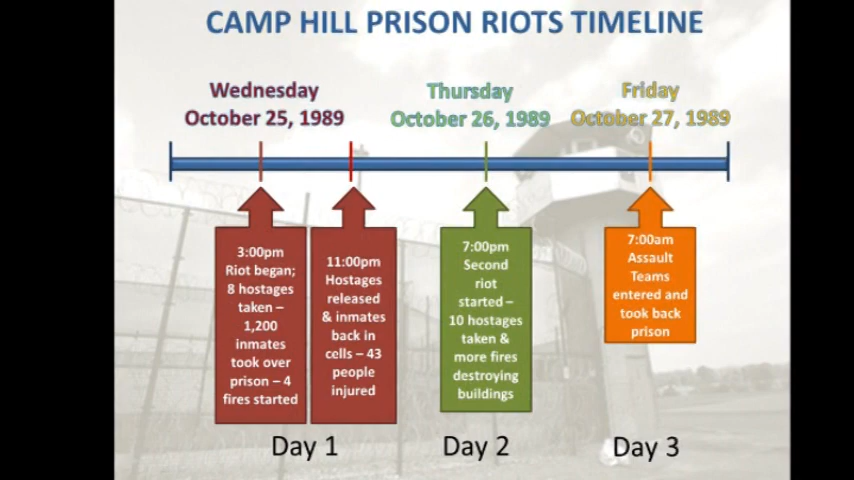 CAMP HILL PRISON RIOTS TIMELINE
Wednesday
October 25, 1989
Thursday
October 26, 1989
Friday
October 27, 1989
3:00pm
Riot began;
8 hostages
taken –
1,200
inmates
took over
prison – 4
fires started
11:00pm
Hostages
released
& inmates
back in
cells – 43
people
injured
7:00pm
Second
riot
started –
10 hostages
taken &
more fires
destroying
buildings
7:00am
Assault
Teams
entered and
took back
prison
Day 1
Day 2
Day 3